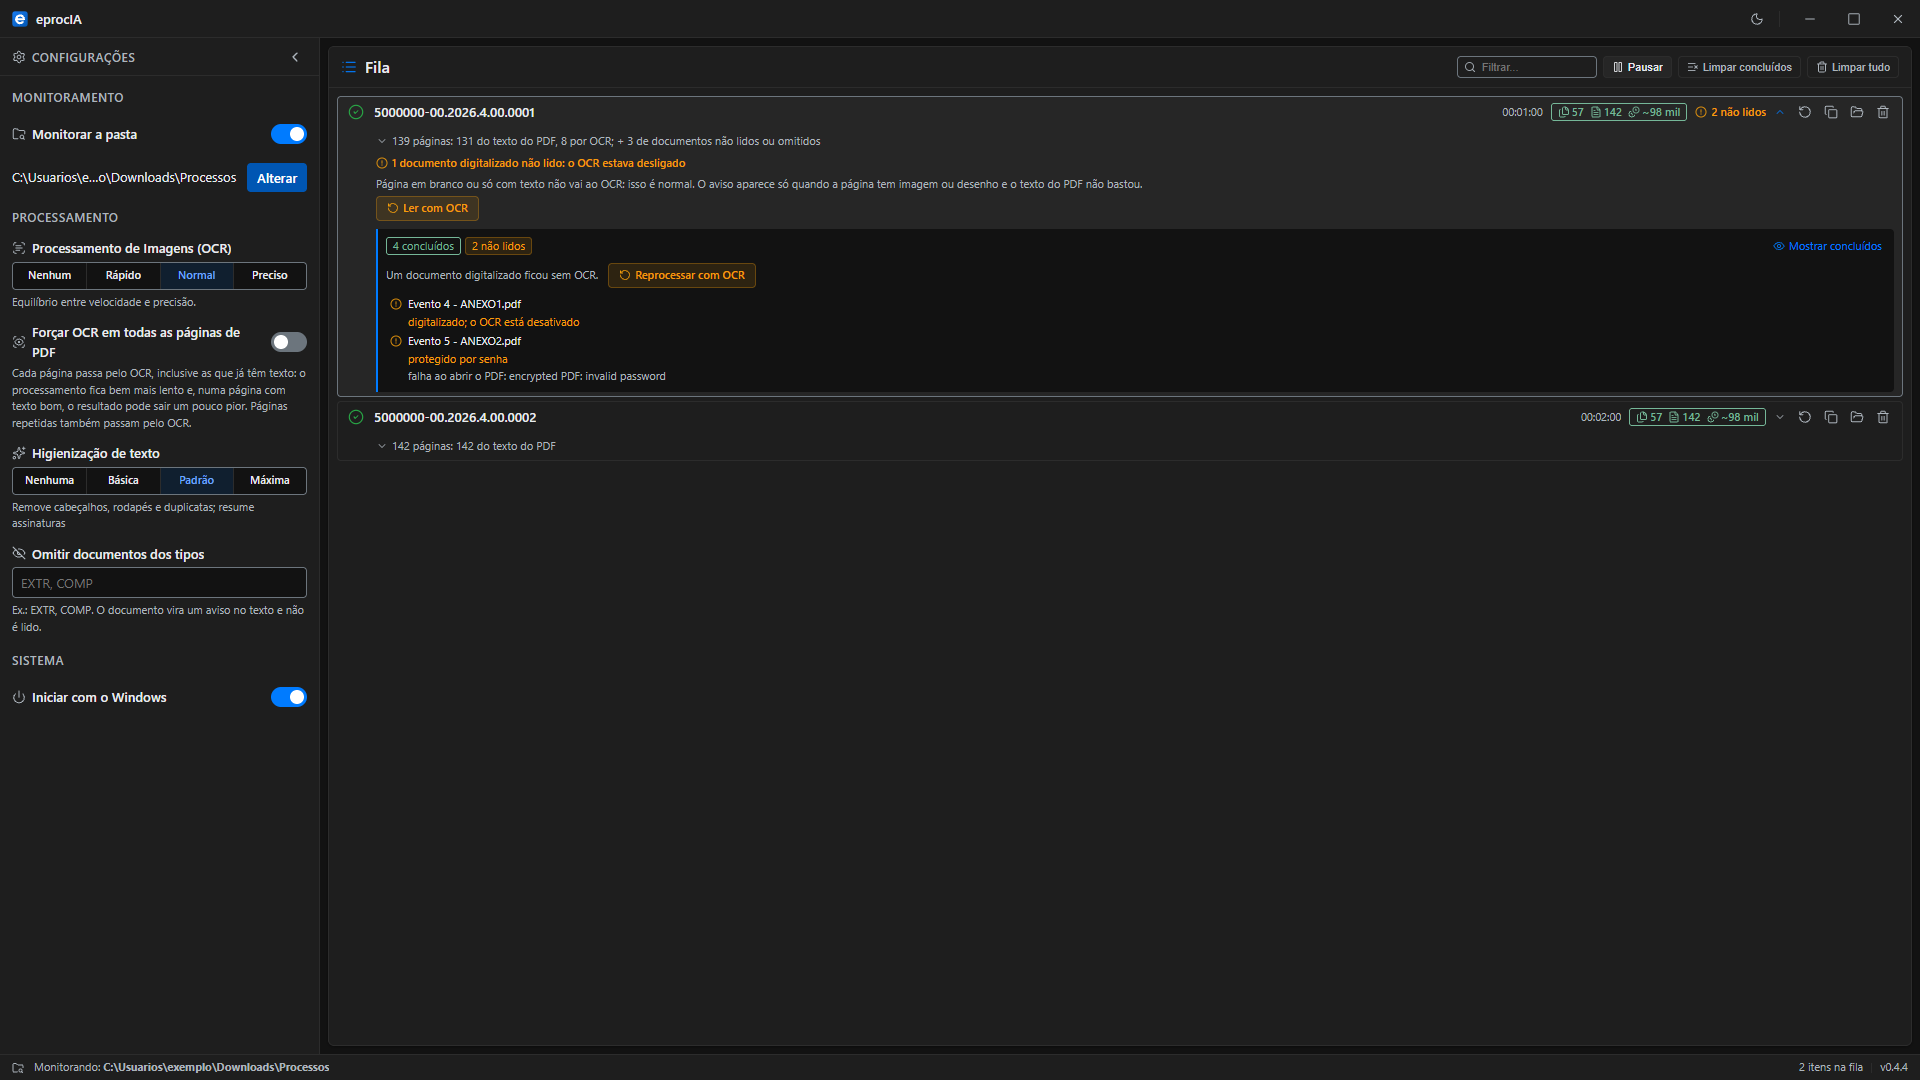 eprocIA
CONFIGURAÇÕES
MONITORAMENTO
Monitorar a pasta
C:\Usuarios\e...o\Downloads\Processos
Alterar
PROCESSAMENTO
Processamento de Imagens (OCR)
Nenhum Rápido Normal Preciso
Equilíbrio entre velocidade e precisão.
Forçar OCR em todas as páginas de
PDF
Cada página passa pelo OCR, inclusive as que já têm texto: o
processamento fica bem mais lento e, numa página com
texto bom, o resultado pode sair um pouco pior. Páginas
repetidas também passam pelo OCR.
Higienização de texto
Nenhuma Básica Padrão Máxima
Remove cabeçalhos, rodapés e duplicatas; resume
assinaturas
Omitir documentos dos tipos
EXTR, COMP
Ex.: EXTR, COMP. O documento vira um aviso no texto e não
é lido.
SISTEMA
Iniciar com o Windows
Fila
Filtrar...
Pausar
Limpar concluídos
Limpar tudo
5000000-00.2026.4.00.0001
00:01:00 57 142 ~98 mil 2 não lidos
139 páginas: 131 do texto do PDF, 8 por OCR; + 3 de documentos não lidos ou omitidos
1 documento digitalizado não lido: o OCR estava desligado
Página em branco ou só com texto não vai ao OCR: isso é normal. O aviso aparece só quando a página tem imagem ou desenho e o texto do PDF não bastou.
Ler com OCR
4 concluídos 2 não lidos
Mostrar concluídos
Um documento digitalizado ficou sem OCR.
Reprocessar com OCR
Evento 4 - ANEXO1.pdf
digitalizado; o OCR está desativado
Evento 5 - ANEXO2.pdf
protegido por senha
falha ao abrir o PDF: encrypted PDF: invalid password
5000000-00.2026.4.00.0002
00:02:00 57 142 ~98 mil
142 páginas: 142 do texto do PDF
Monitorando: C:\Usuarios\exemplo\Downloads\Processos
2 itens na fila
v0.4.4